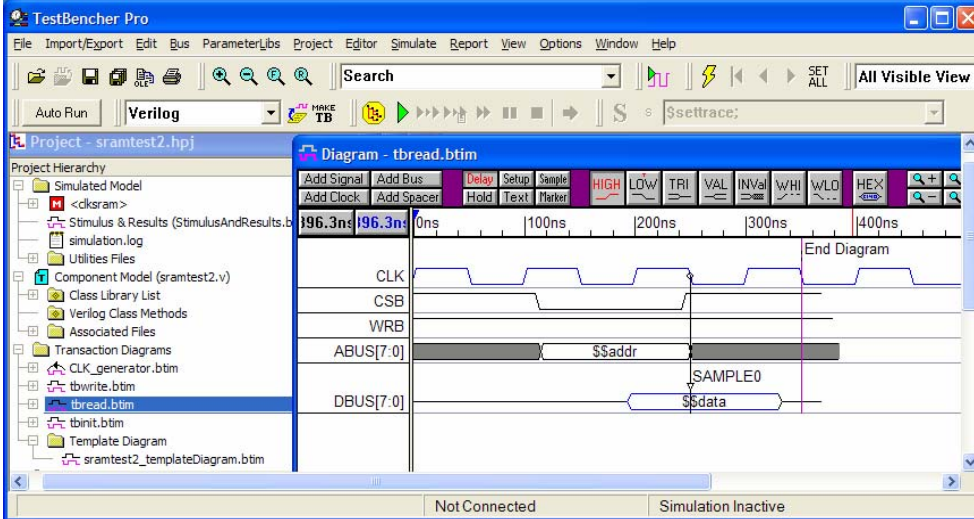 TestBencher Pro
File Import/Export Edit Bus ParameterLibs Project Editor Simulate Report View Options Window Help
Search SET ALL All Visible View
Auto Run Verilog MAKE TB S s $settrace;
Project - sramtest2.hpj
Project Hierarchy
Simulated Model
M <clksram>
Stimulus & Results (StimulusAndResults.b
simulation.log
Utilities Files
T Component Model (sramtest2.v)
Class Library List
Verilog Class Methods
Associated Files
Transaction Diagrams
CLK_generator.btim
tbwrite.btim
tbread.btim
tbinit.btim
Template Diagram
sramtest2_templateDiagram.btim
Diagram - tbread.btim
Add Signal Add Bus Delay Setup Sample HIGH LOW TRI VAL INVal WHI WLO HEX
Add Clock Add Spacer Hold Text Marker
396.3ns 396.3ns 0ns 100ns 200ns 300ns 400ns
End Diagram
CLK
CSB
WRB
ABUS[7:0] $$addr
SAMPLE0
DBUS[7:0] $$data
Not Connected Simulation Inactive